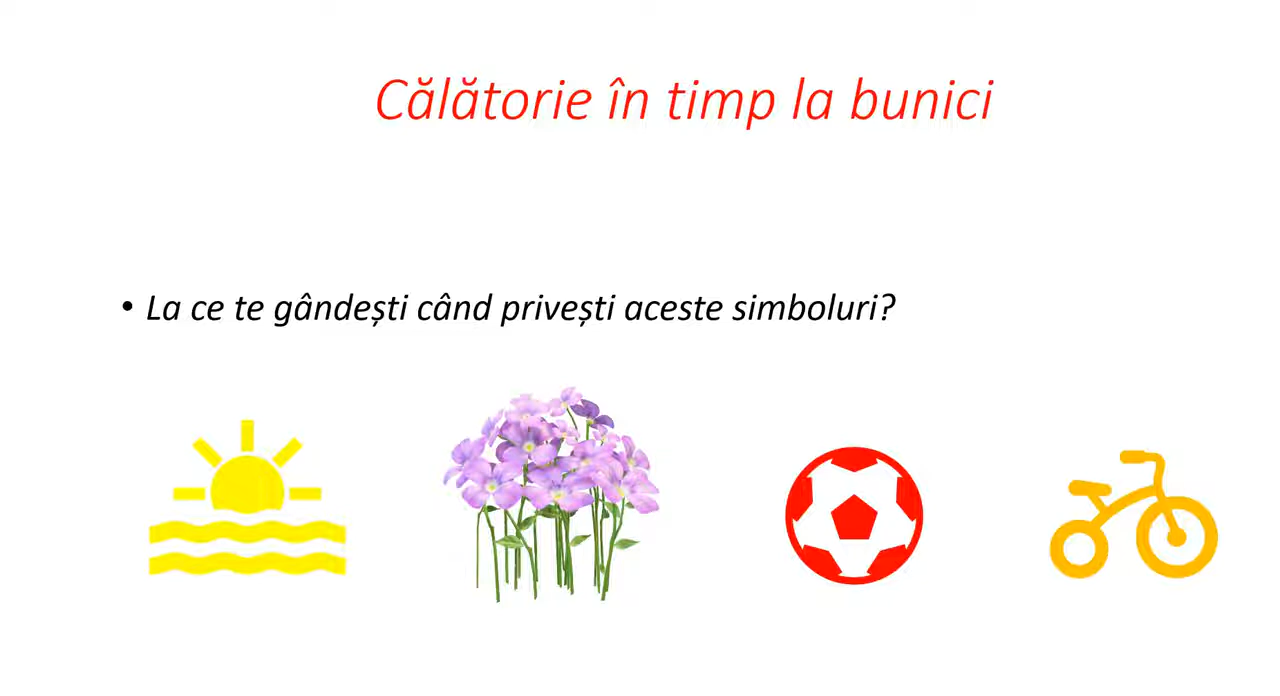 Călătorie în timp la bunici
• La ce te gândești când privești aceste simboluri?